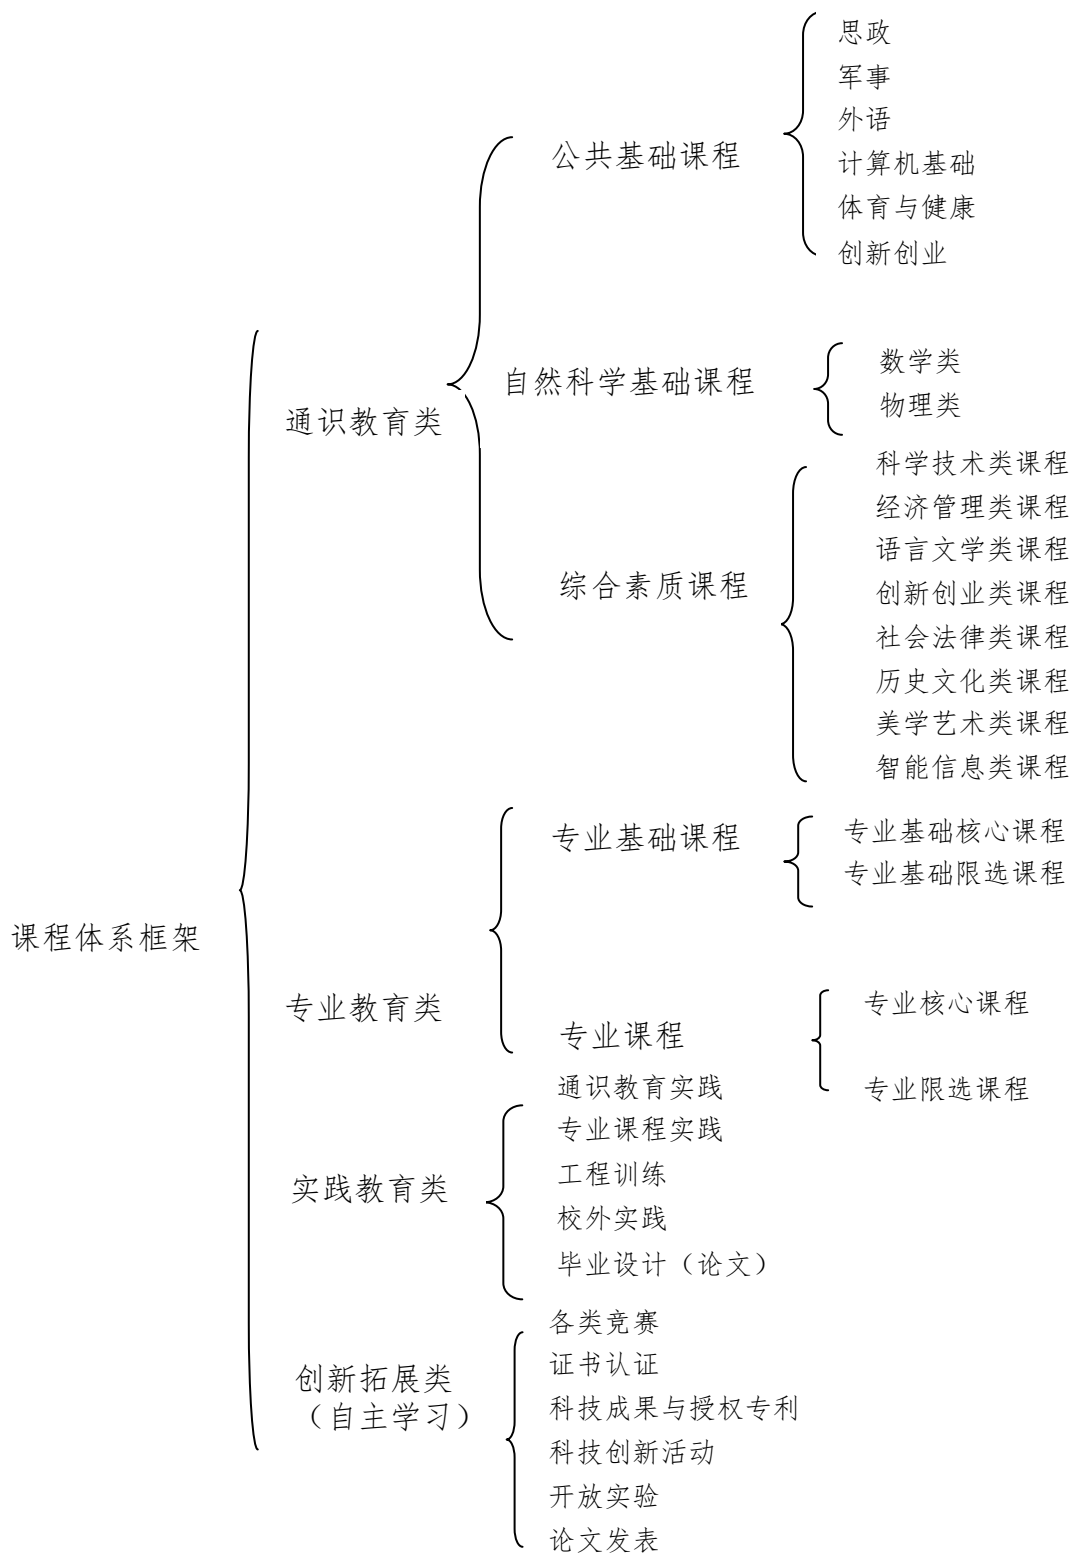 课程体系框架
通识教育类
公共基础课程
思政
军事
外语
计算机基础
体育与健康
创新创业
自然科学基础课程
数学类
物理类
综合素质课程
科学技术类课程
经济管理类课程
语言文学类课程
创新创业类课程
社会法律类课程
历史文化类课程
美学艺术类课程
智能信息类课程
专业教育类
专业基础课程
专业基础核心课程
专业基础限选课程
专业课程
专业核心课程
专业限选课程
实践教育类
通识教育实践
专业课程实践
工程训练
校外实践
毕业设计（论文）
创新拓展类
（自主学习）
各类竞赛
证书认证
科技成果与授权专利
科技创新活动
开放实验
论文发表